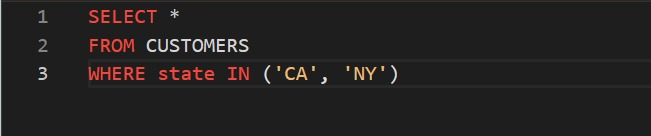 1 SELECT *
2 FROM CUSTOMERS
3 WHERE state IN ('CA', 'NY')